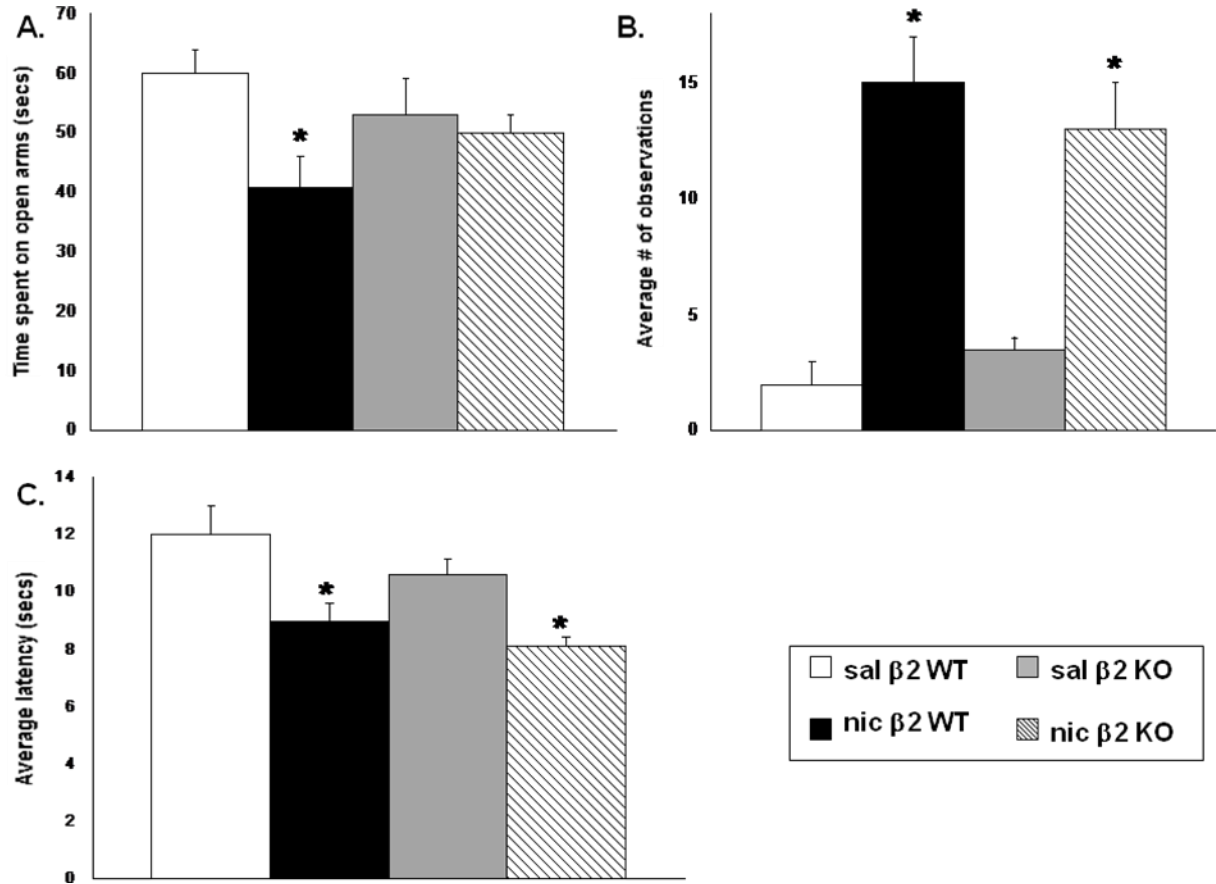 A.
Time spent on open arms (secs)
70
60
50
40
30
20
10
0
*
B.
Average # of observations
15
10
5
0
*
*
C.
Average latency (secs)
14
12
10
8
6
4
2
0
*
*
sal β2 WT
sal β2 KO
nic β2 WT
nic β2 KO